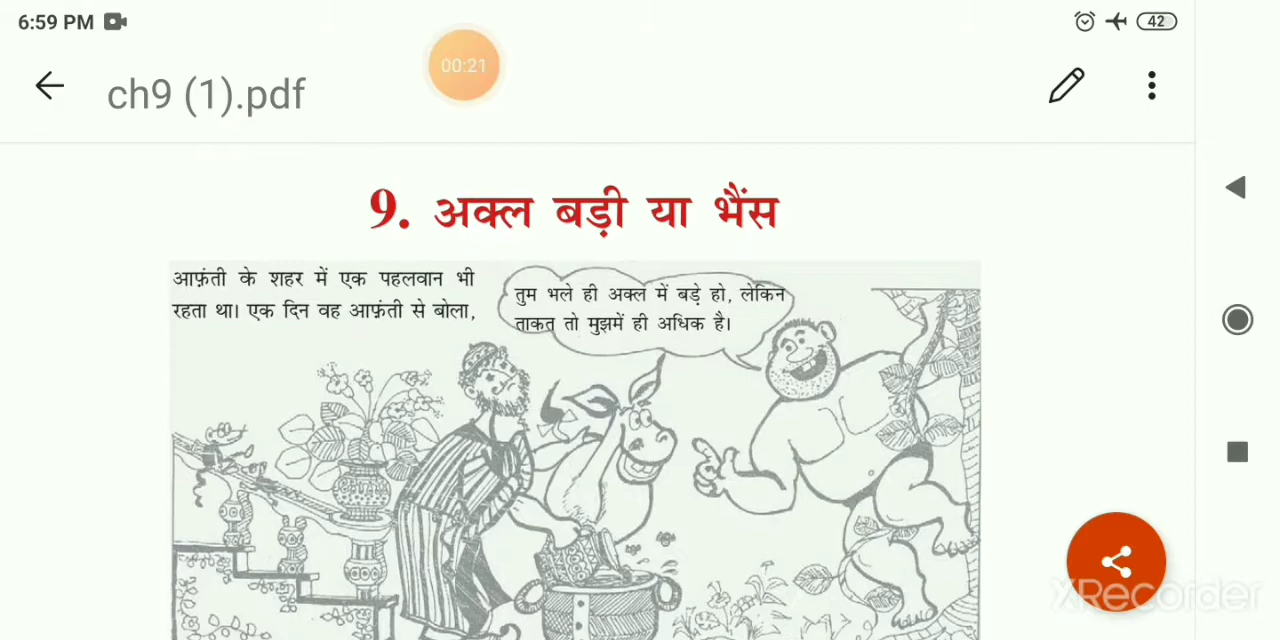 6:59 PM
42
00:21
ch9 (1).pdf
9. अक्ल बड़ी या भैंस
आफ़ंती के शहर में एक पहलवान भी
रहता था। एक दिन वह आफ़ंती से बोला,
तुम भले ही अक्ल में बड़े हो, लेकिन
ताकत तो मुझमें ही अधिक है।
XRecorder